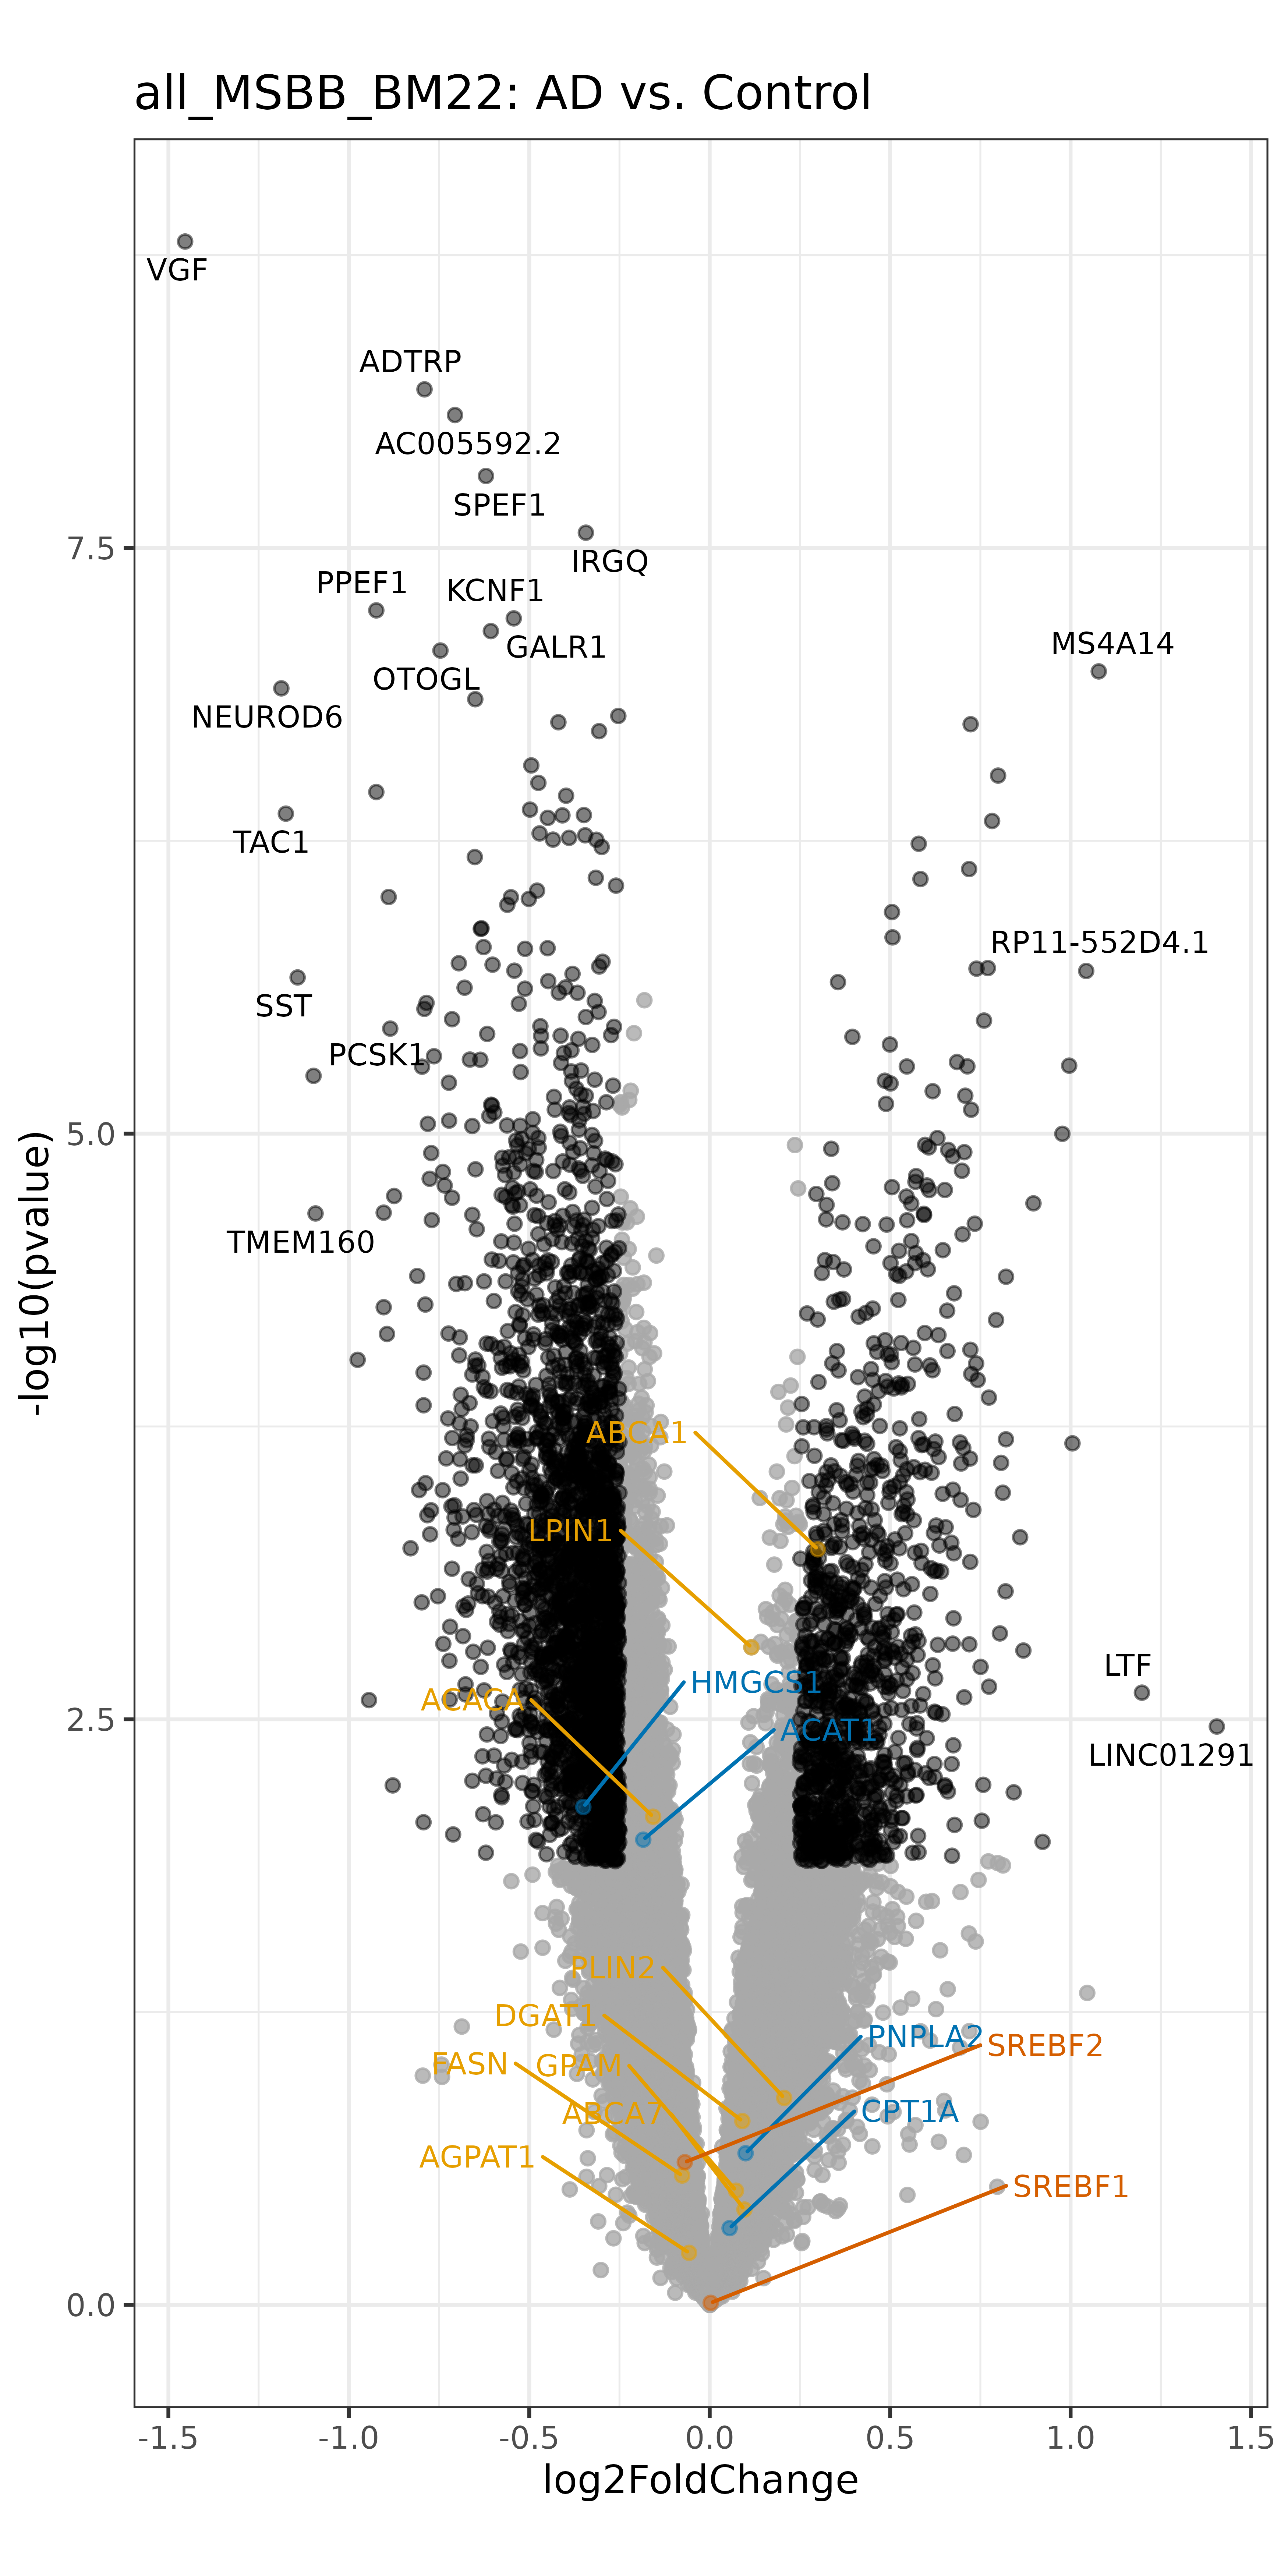 all_MSBB_BM22: AD vs. Control
VGF
ADTRP
AC005592.2
SPEF1
7.5
IRGQ
PPEF1
KCNF1
GALR1
MS4A14
OTOGL
NEUROD6
TAC1
RP11-552D4.1
SST
PCSK1
5.0
-log10(pvalue)
TMEM160
ABCA1
LPIN1
LTF
HMGCS1
ACACA
2.5
ACAT1
LINC01291
PLIN2
DGAT1
PNPLA2
SREBF2
FASN
GPAM
ABCA7
CPT1A
AGPAT1
SREBF1
0.0
-1.5 -1.0 -0.5 0.0 0.5 1.0 1.5
log2FoldChange